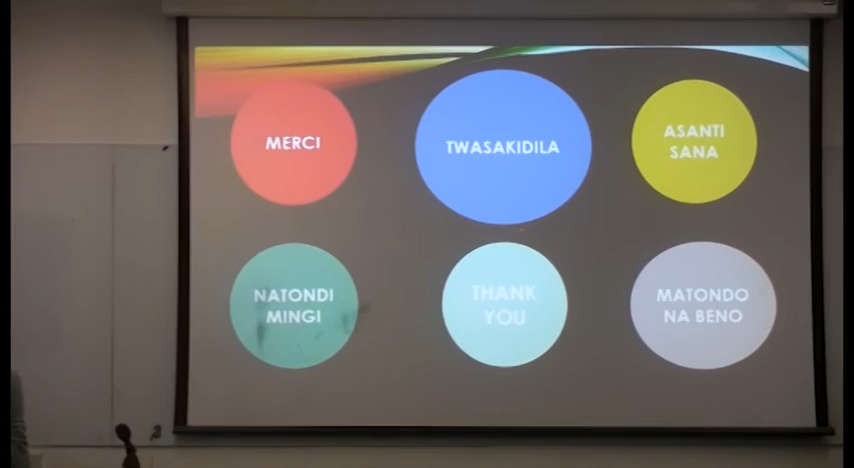 MERCI
TWASAKIDILA
ASANTI
SANA
NATONDI
MINGI
THANK
YOU
MATONDO
NA BENO